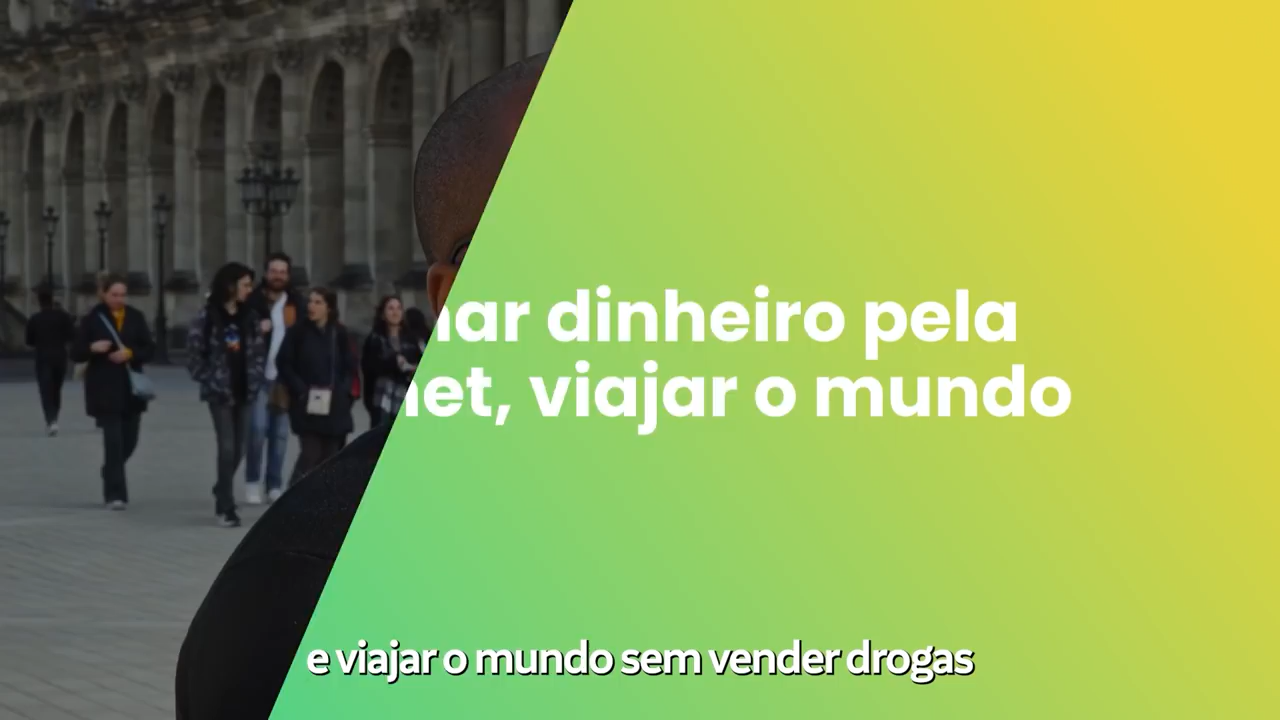 nar dinheiro pela
net, viajar o mundo
e viajar o mundo sem vender drogas